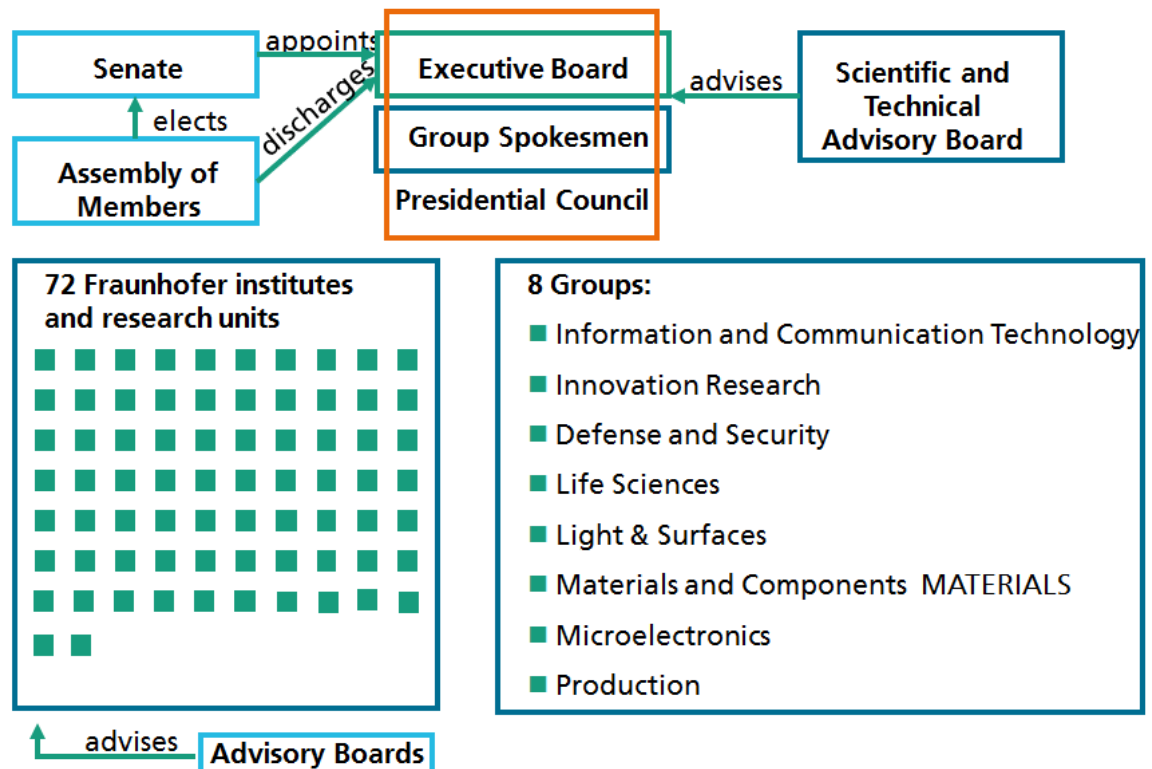 Senate
appoints
Executive Board
advises
Scientific and
Technical
Advisory Board
elects
discharges
Group Spokesmen
Assembly of
Members
Presidential Council
72 Fraunhofer institutes
and research units
8 Groups:
Information and Communication Technology
Innovation Research
Defense and Security
Life Sciences
Light & Surfaces
Materials and Components MATERIALS
Microelectronics
Production
advises
Advisory Boards